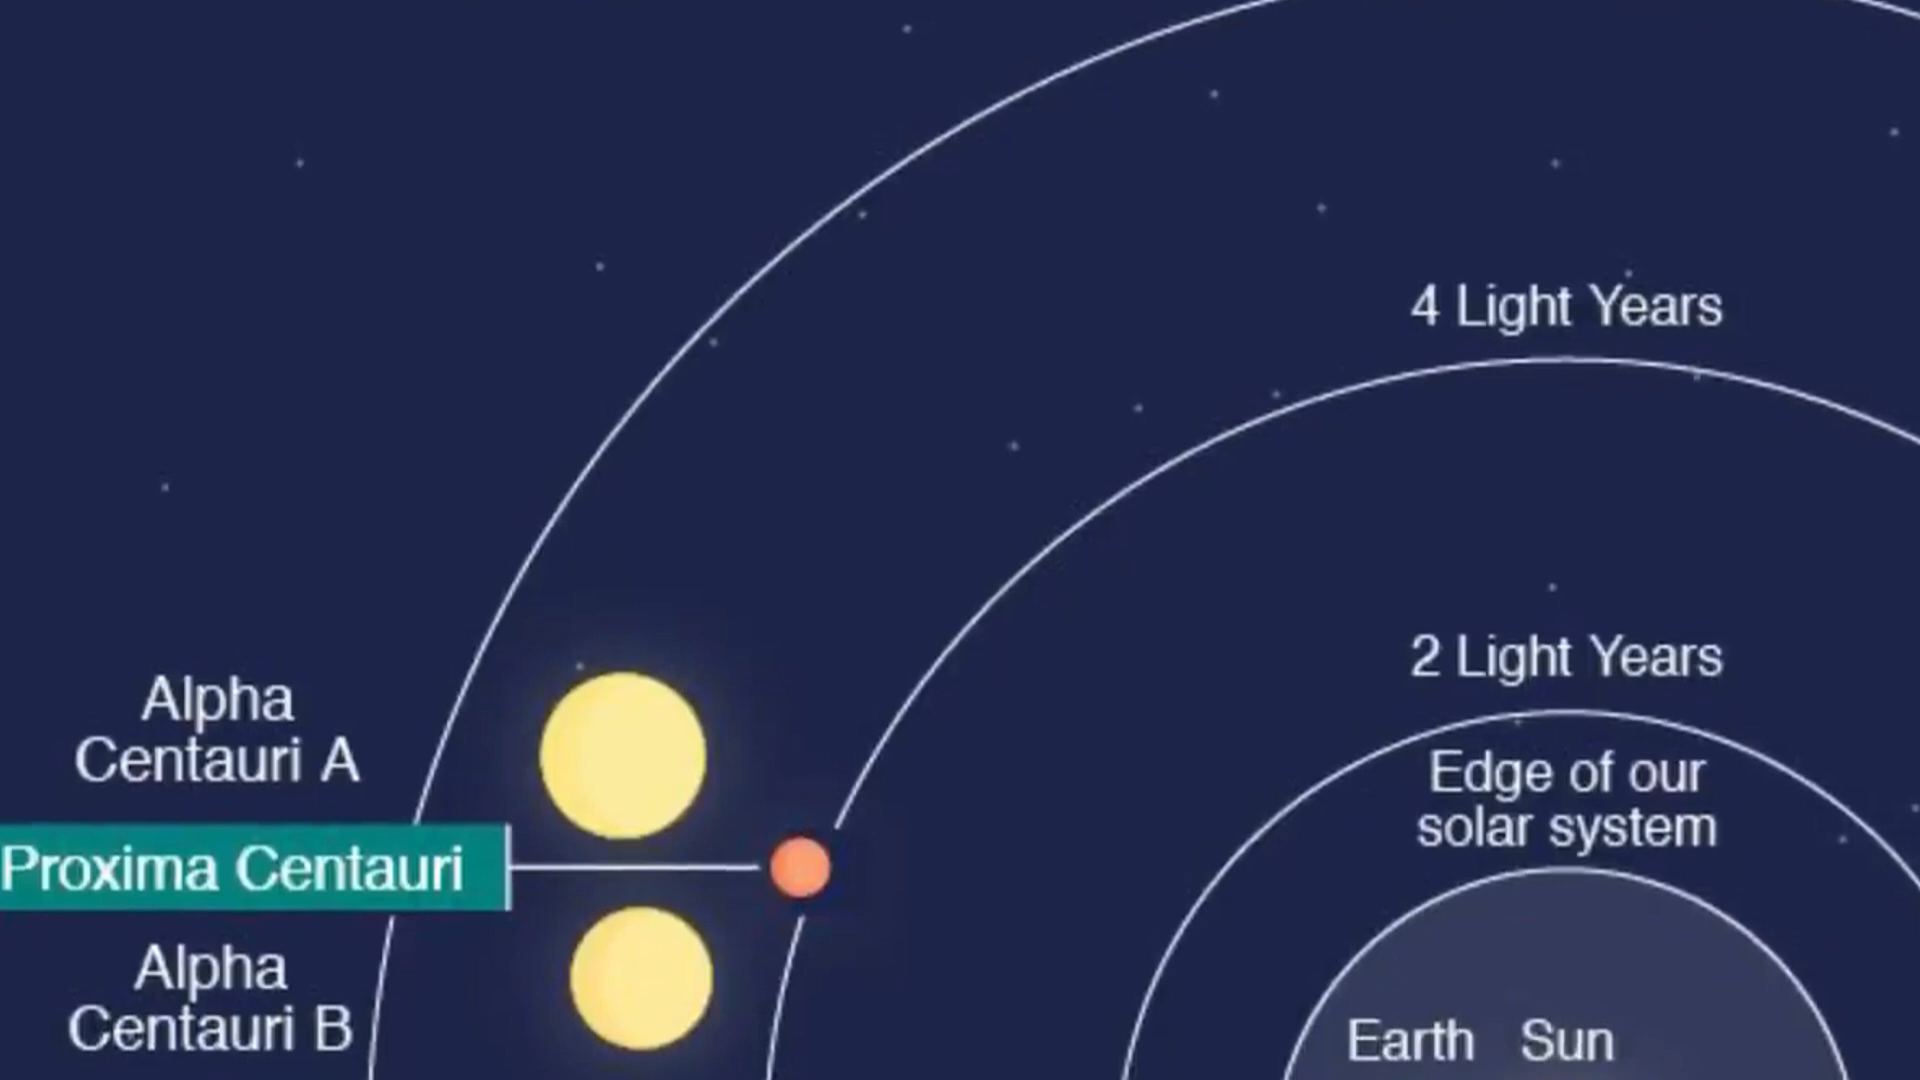 4 Light Years
2 Light Years
Edge of our
solar system
Alpha
Centauri A
Proxima Centauri
Alpha
Centauri B
Earth
Sun